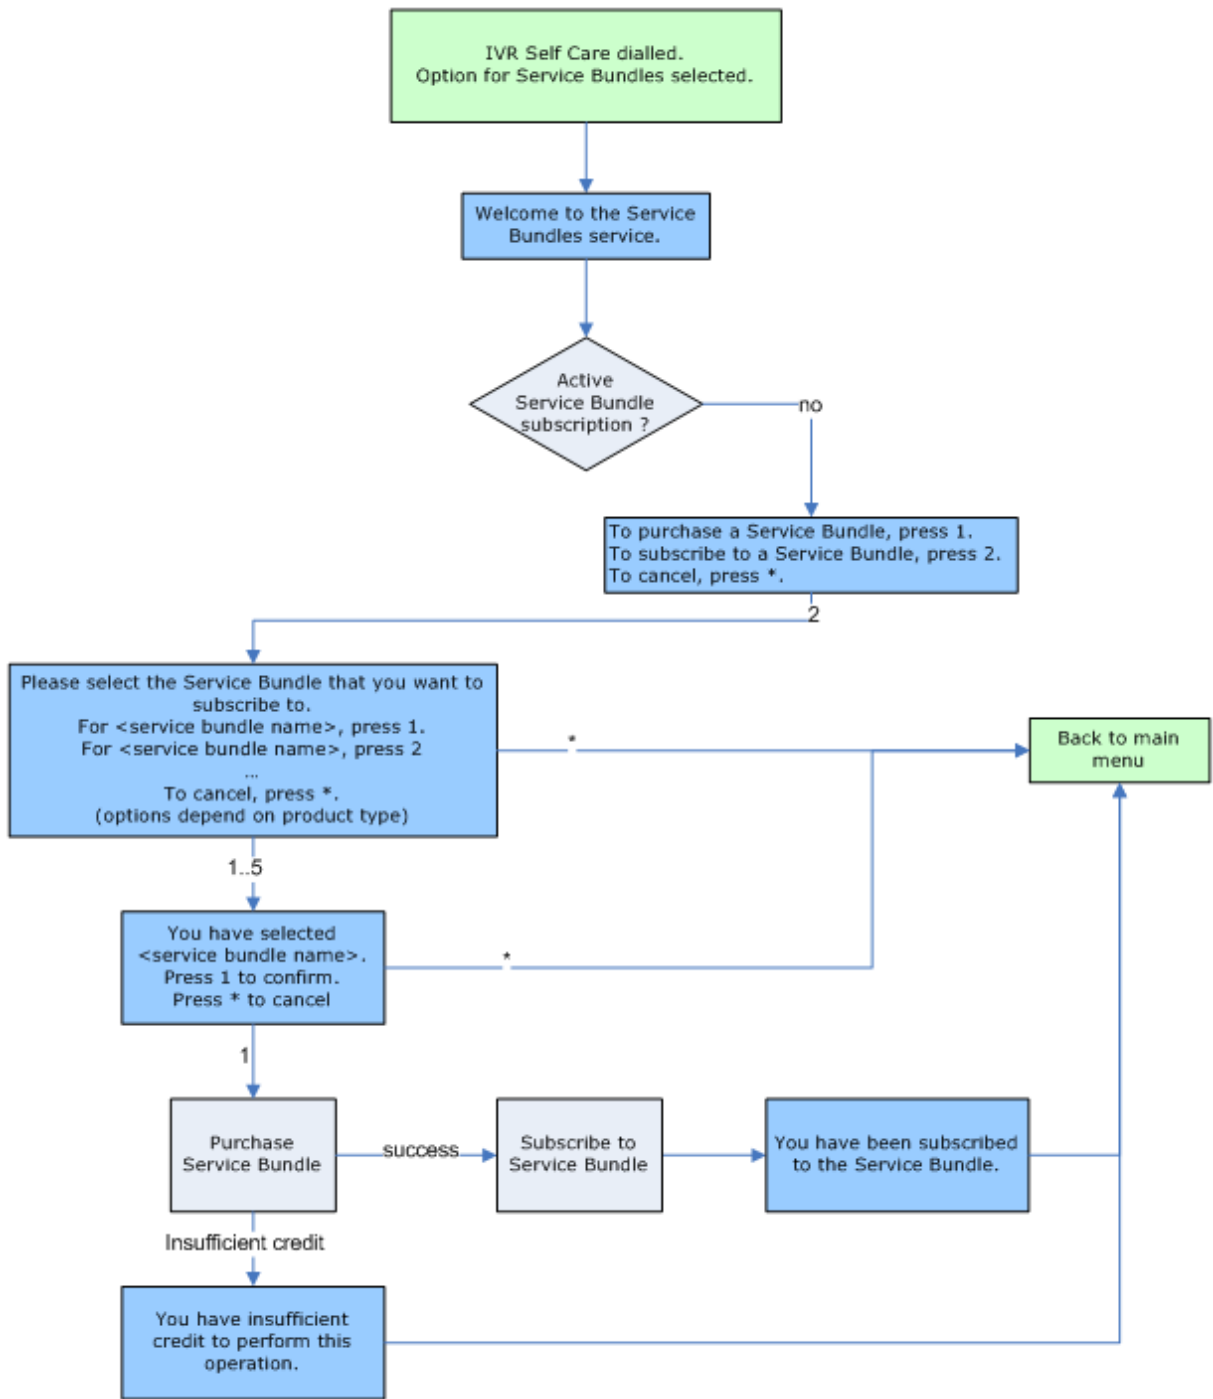 IVR Self Care dialled.
Option for Service Bundles selected.
Welcome to the Service
Bundles service.
Active
Service Bundle
subscription ?
no
To purchase a Service Bundle, press 1.
To subscribe to a Service Bundle, press 2.
To cancel, press *.
2
Please select the Service Bundle that you want to
subscribe to.
For <service bundle name>, press 1.
For <service bundle name>, press 2
...
To cancel, press *.
(options depend on product type)
*
Back to main
menu
1..5
You have selected
<service bundle name>.
Press 1 to confirm.
Press * to cancel
*
1
Purchase
Service Bundle
success
Subscribe to
Service Bundle
You have been subscribed
to the Service Bundle.
Insufficient credit
You have insufficient
credit to perform this
operation.